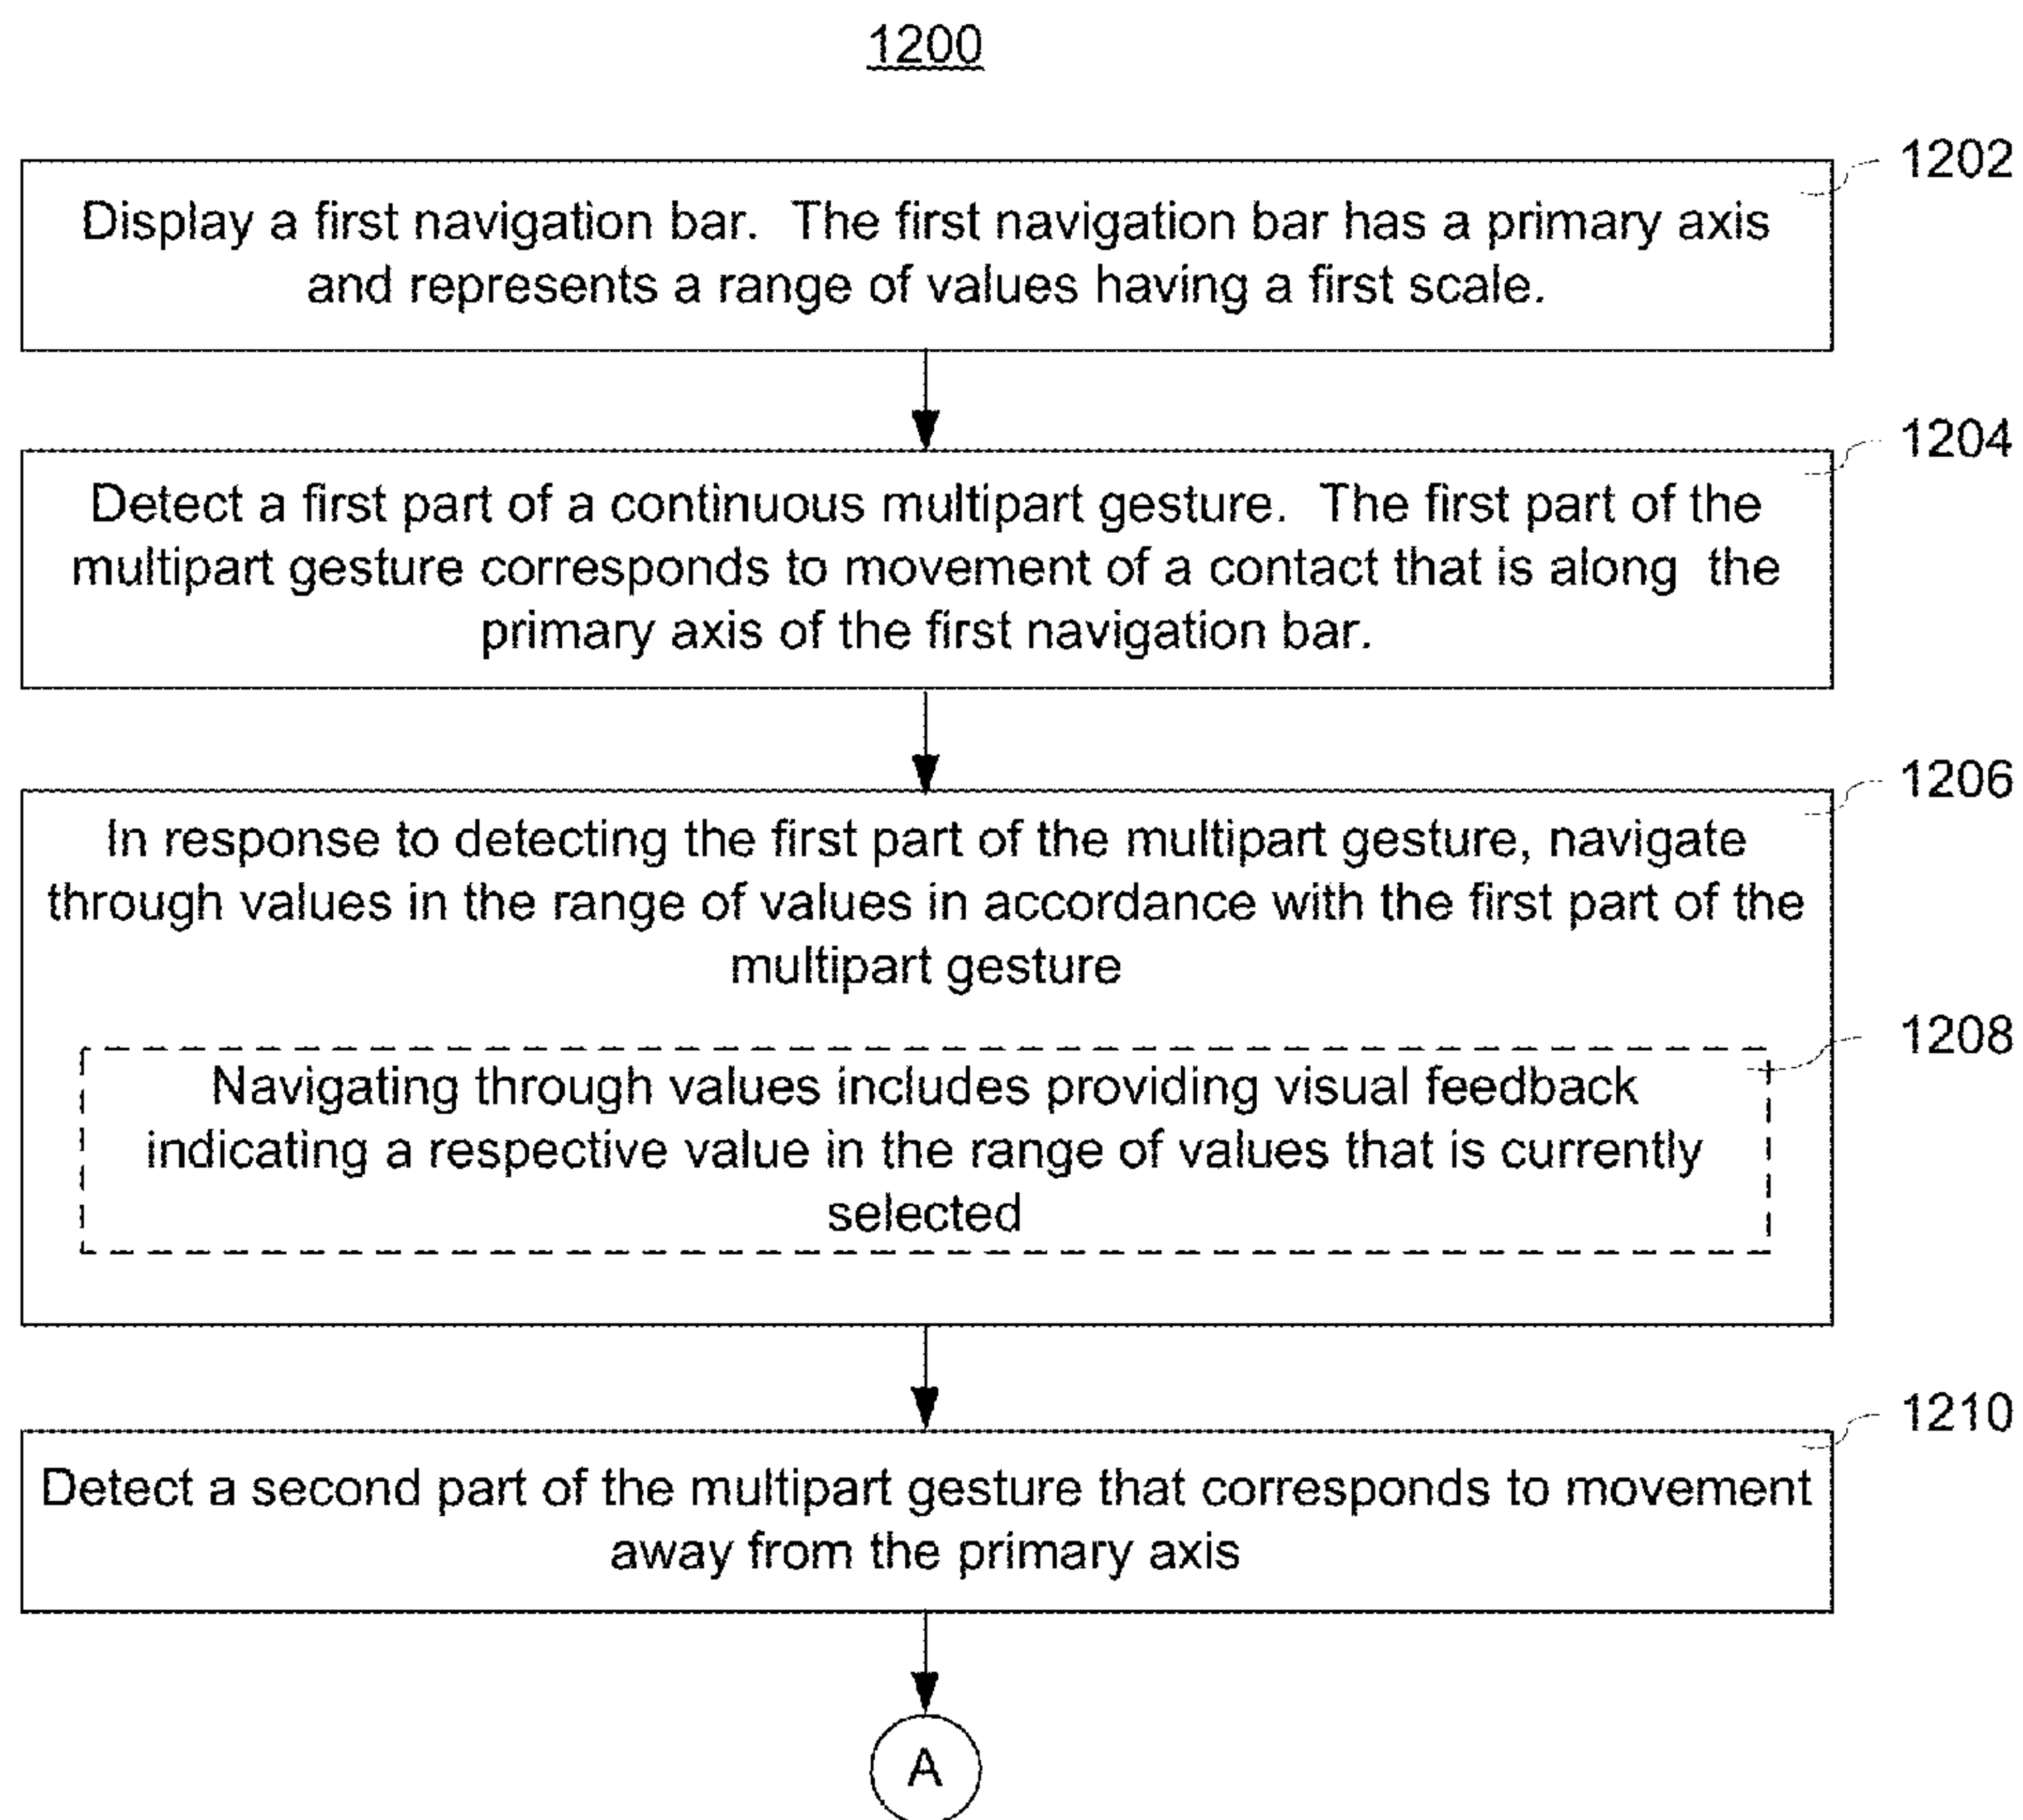 1200
1202
Display a first navigation bar. The first navigation bar has a primary axis
and represents a range of values having a first scale.
1204
Detect a first part of a continuous multipart gesture. The first part of the
multipart gesture corresponds to movement of a contact that is along the
primary axis of the first navigation bar.
1206
In response to detecting the first part of the multipart gesture, navigate
through values in the range of values in accordance with the first part of the
multipart gesture
1208
Navigating through values includes providing visual feedback
indicating a respective value in the range of values that is currently
selected
1210
Detect a second part of the multipart gesture that corresponds to movement
away from the primary axis
A